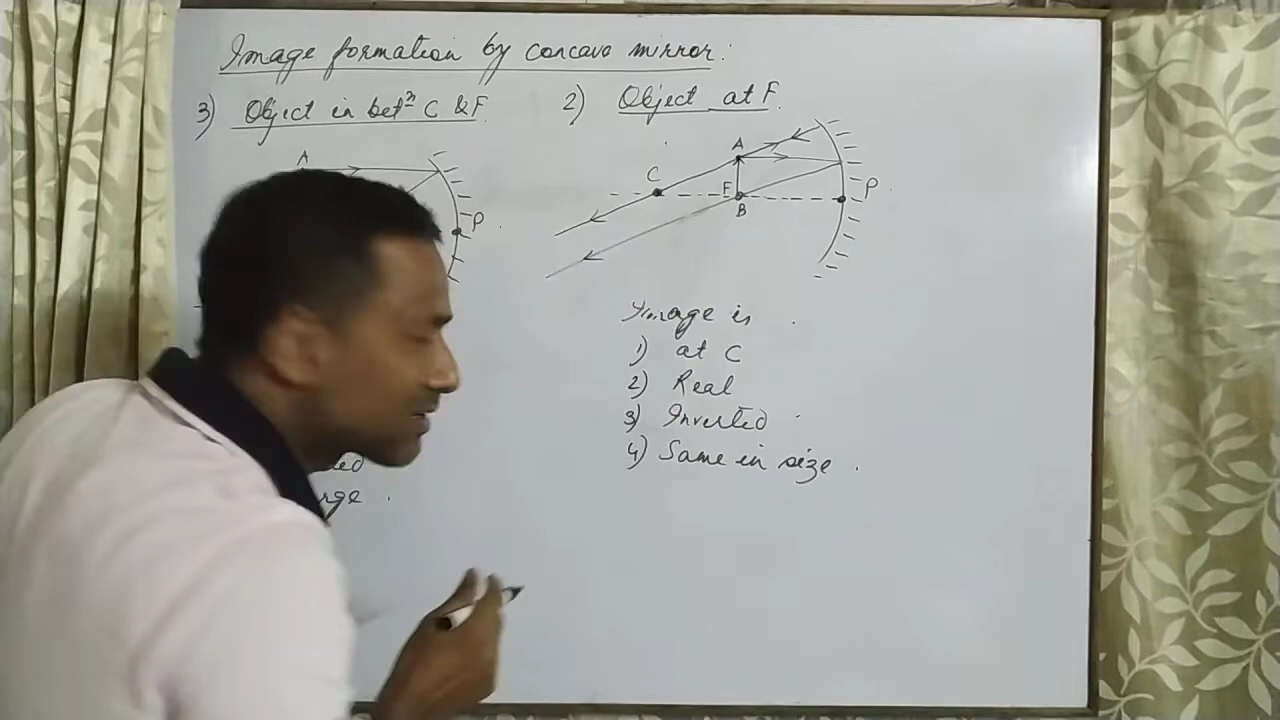 Image formation by concave mirror:
3) Object in betⁿ C & F
2) Object at F.
A
P
A
C
F
B
P
Image is
1) at C
2) Real
3) Inverted
4) Same in size.